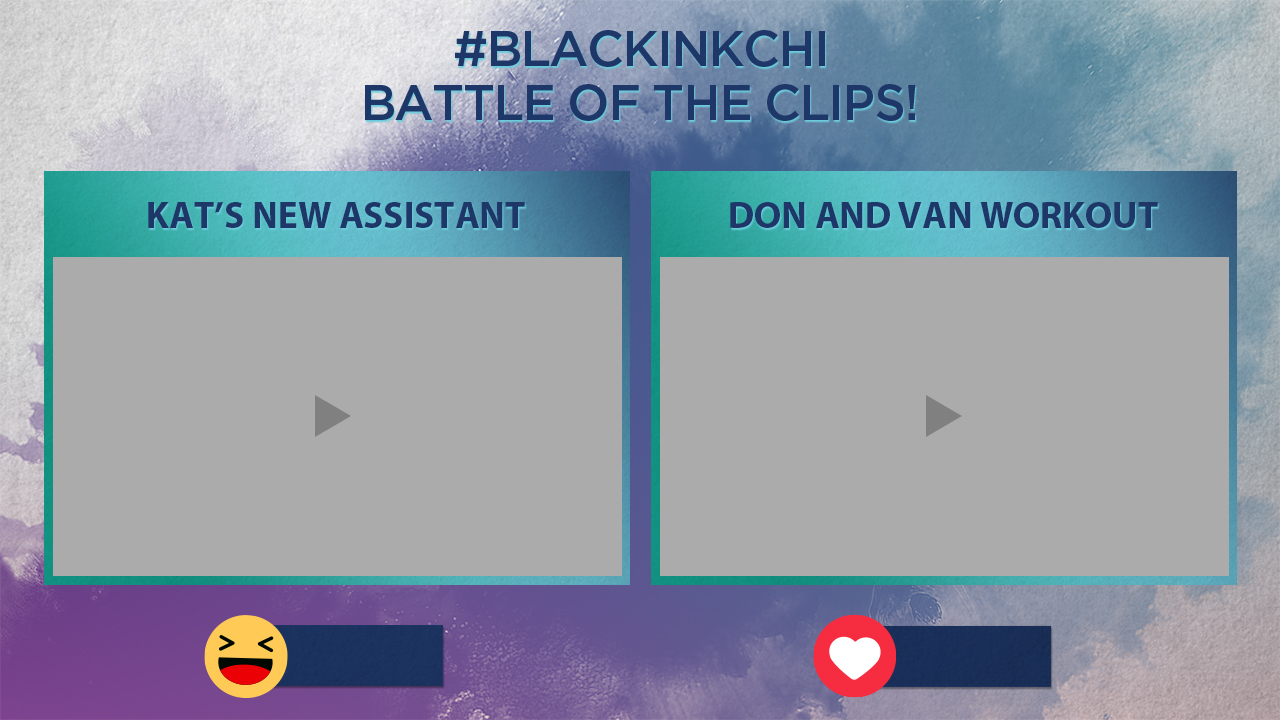 #BLACKINKCHI
BATTLE OF THE CLIPS!
KAT'S NEW ASSISTANT
DON AND VAN WORKOUT